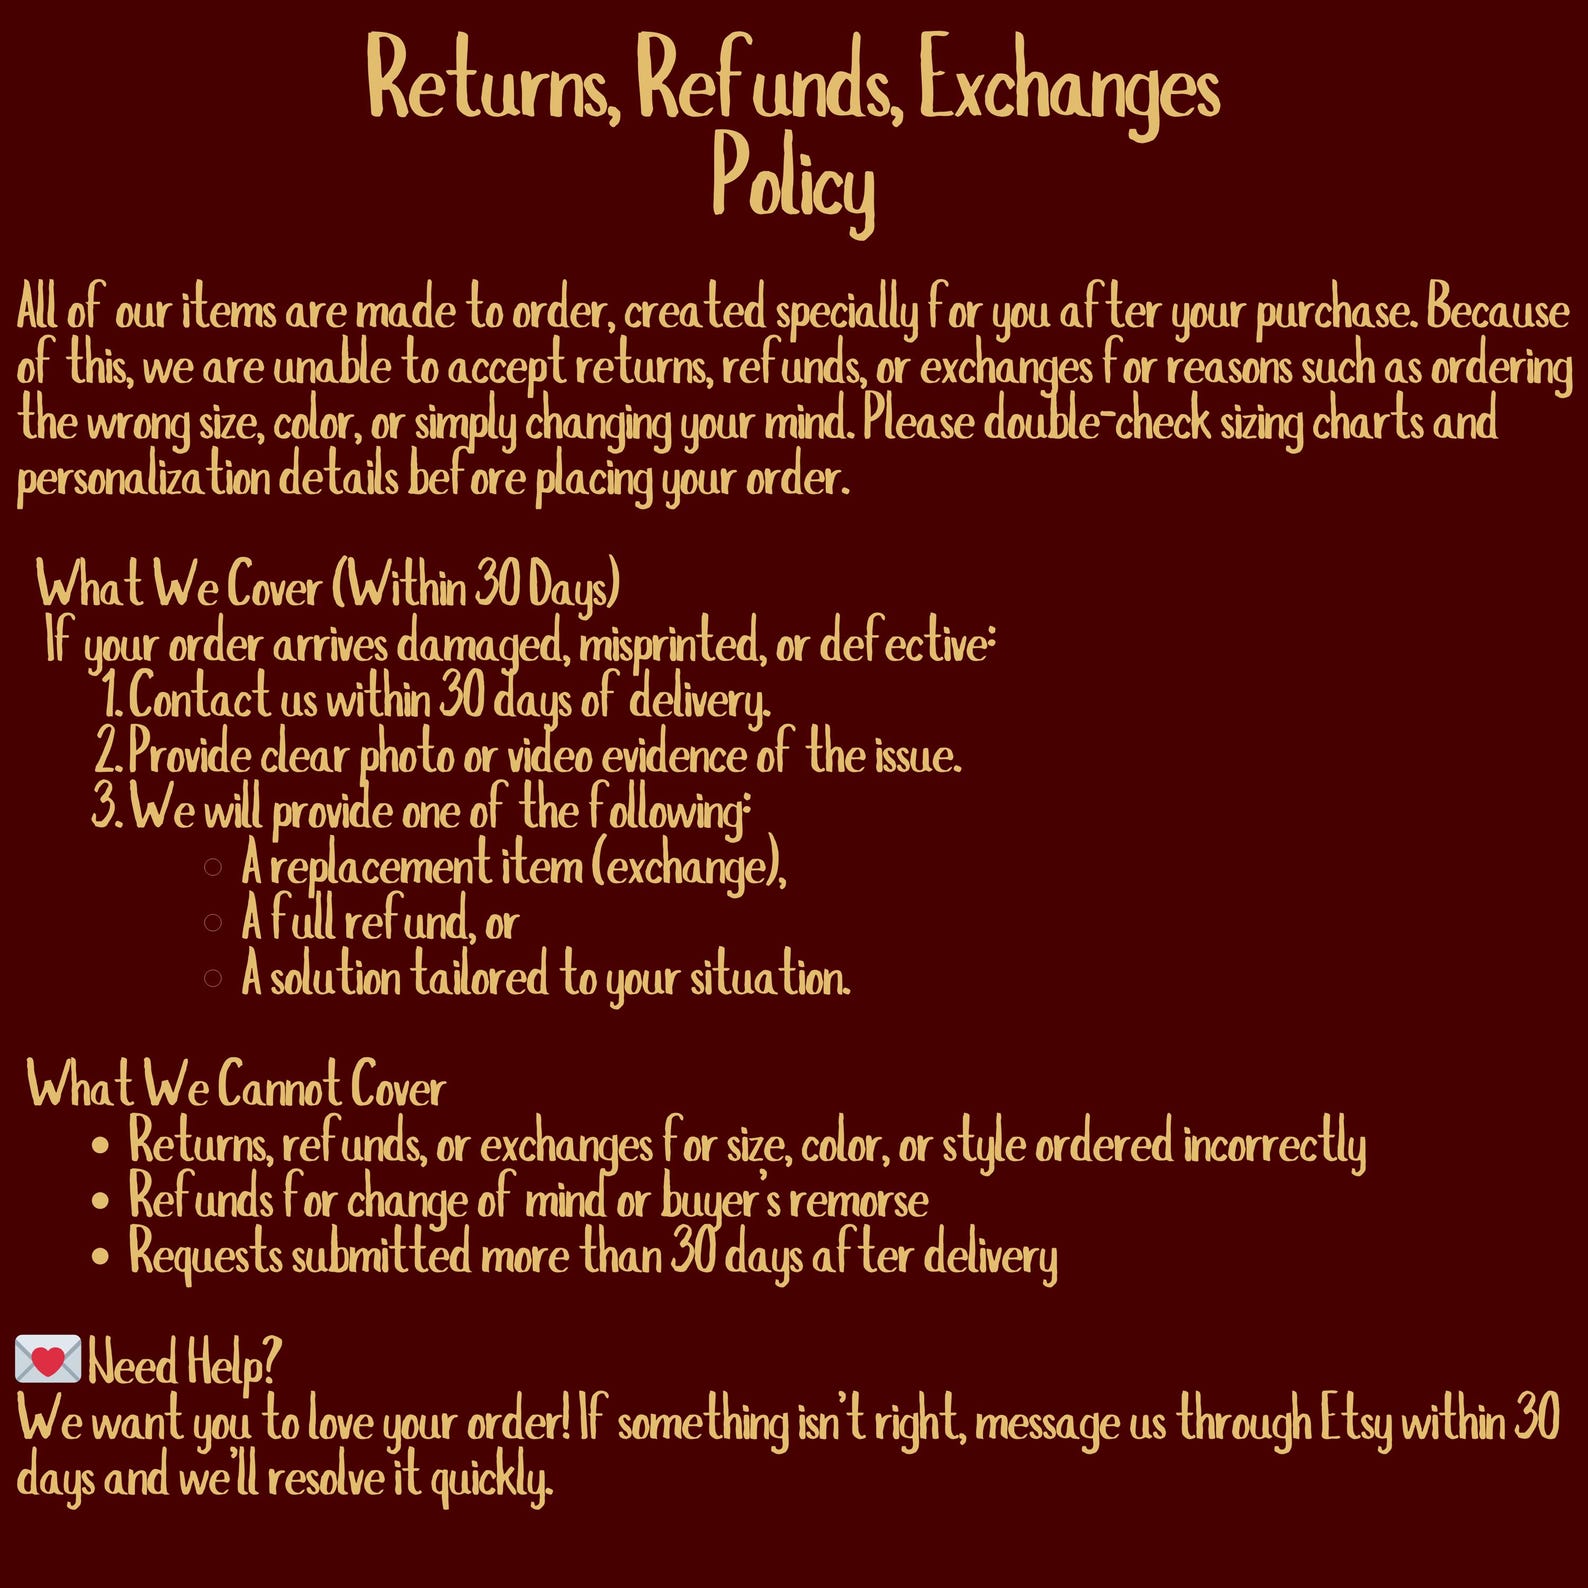 Returns, Refunds, Exchanges
Policy
All of our items are made to order, created specially for you after your purchase. Because
of this, we are unable to accept returns, refunds, or exchanges for reasons such as ordering
the wrong size, color, or simply changing your mind. Please double-check sizing charts and
personalization details before placing your order.
What We Cover (Within 30 Days)
If your order arrives damaged, misprinted, or defective:
1. Contact us within 30 days of delivery.
2. Provide clear photo or video evidence of the issue.
3. We will provide one of the following:
○ A replacement item (exchange),
○ A full refund, or
○ A solution tailored to your situation.
What We Cannot Cover
• Returns, refunds, or exchanges for size, color, or style ordered incorrectly
• Refunds for change of mind or buyer's remorse
• Requests submitted more than 30 days after delivery
💌 Need Help?
We want you to love your order! If something isn't right, message us through Etsy within 30
days and we'll resolve it quickly.